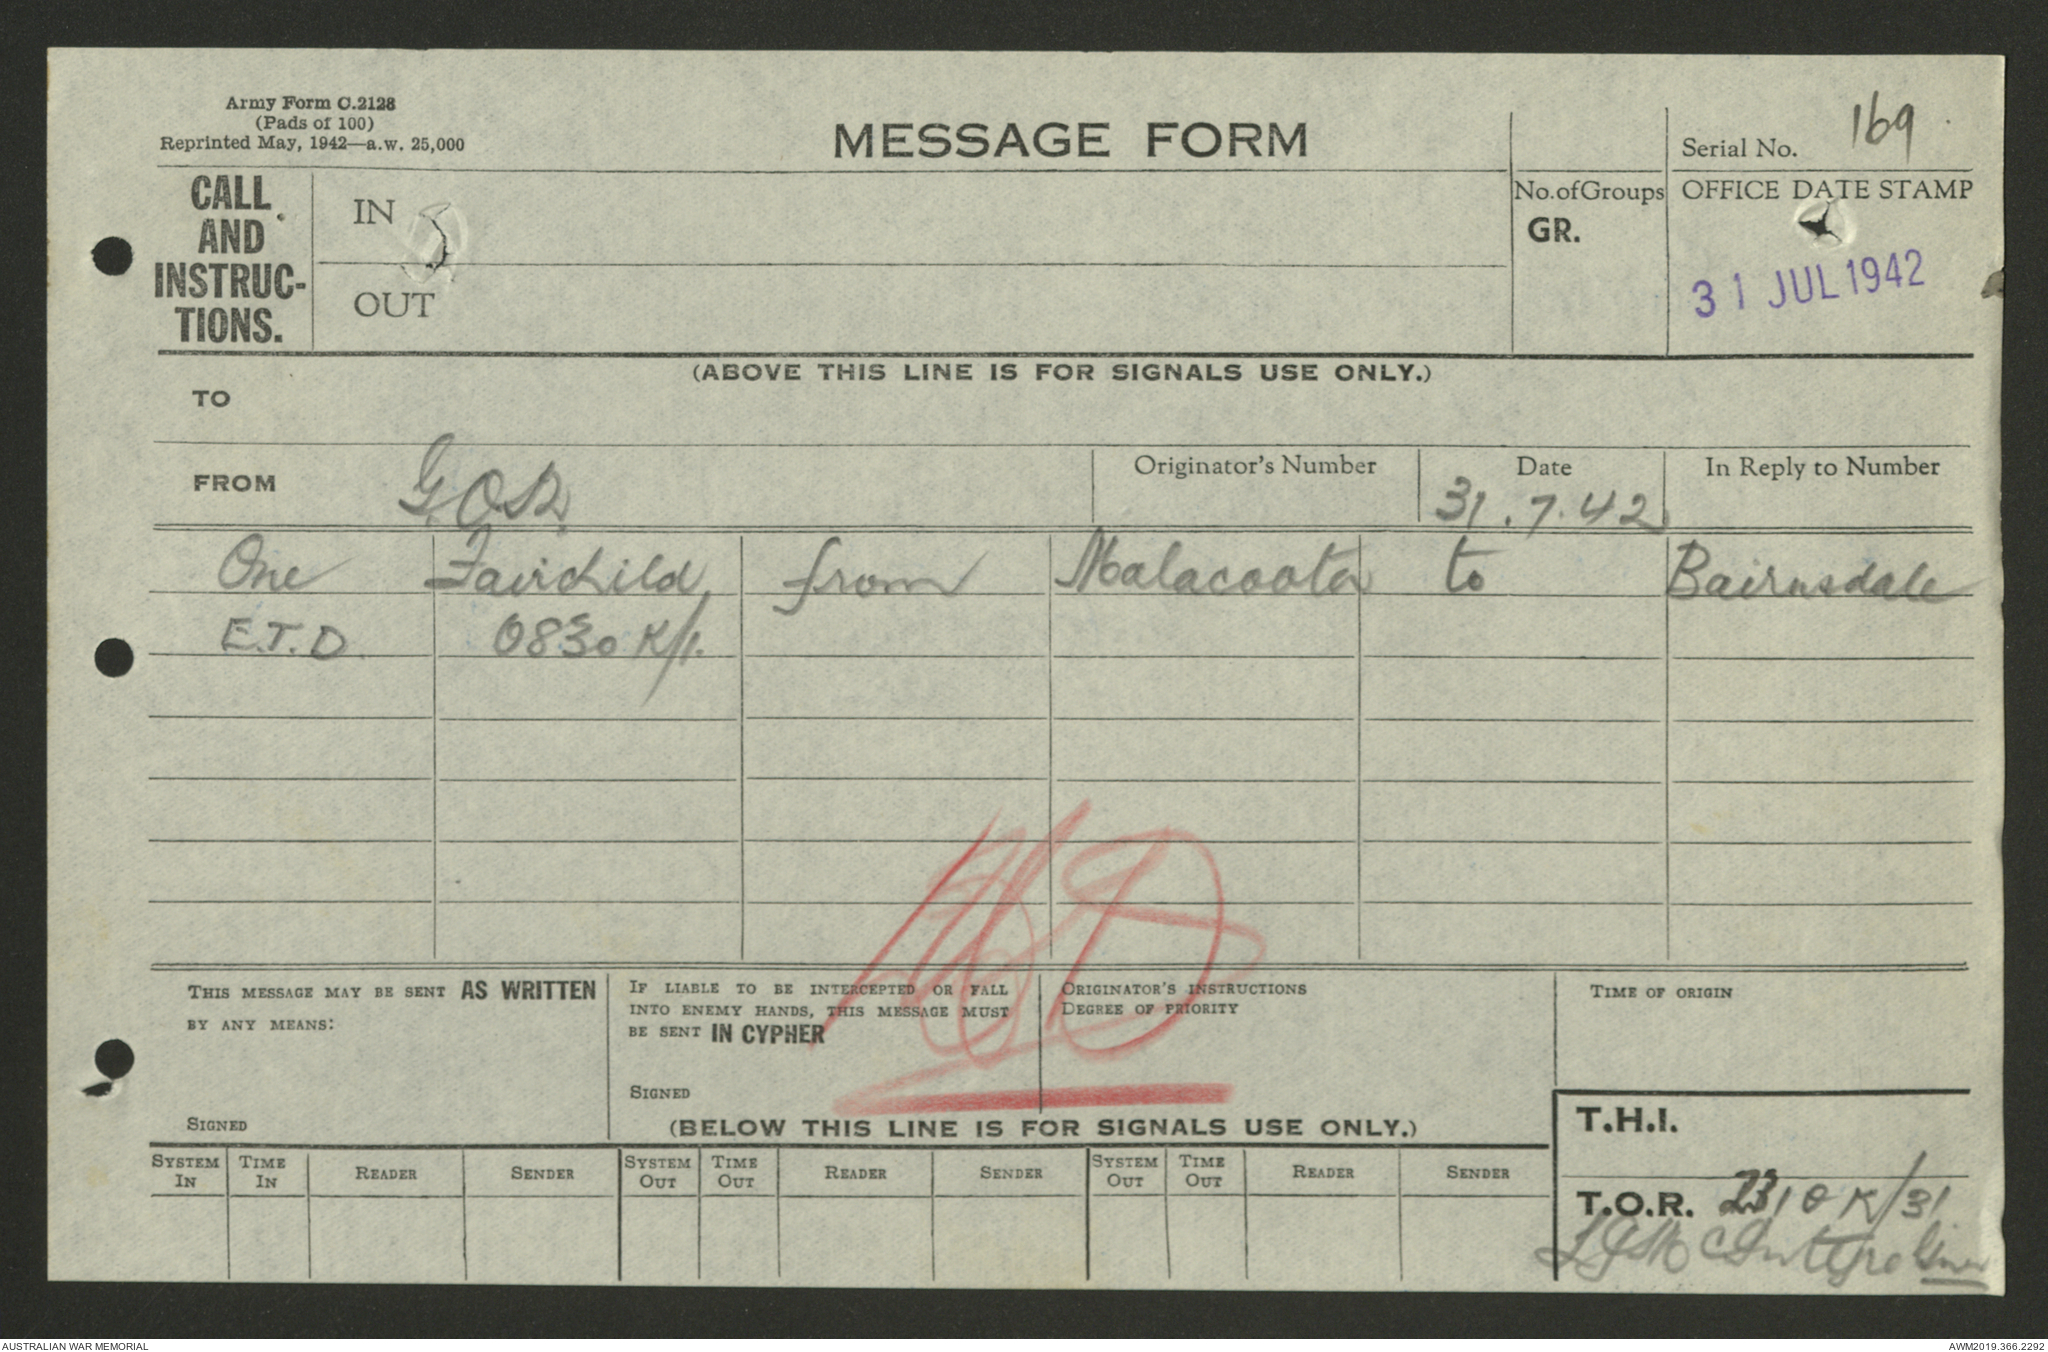 Army Form C.2128
(Pads of 100)
Reprinted May, 1942—a.w. 25,000
MESSAGE FORM
Serial No. 169
CALL AND INSTRUC-TIONS.
IN
OUT
No. of Groups
GR.
OFFICE DATE STAMP
31 JUL 1942
(ABOVE THIS LINE IS FOR SIGNALS USE ONLY.)
TO
FROM G.O.R.
Originator's Number
Date
31.7.42
In Reply to Number
One Fairchild from Malacoota to Bairnsdale
E.T.D. 0830 K/1.
THIS MESSAGE MAY BE SENT AS WRITTEN
BY ANY MEANS:
SIGNED
IF LIABLE TO BE INTERCEPTED OR FALL
INTO ENEMY HANDS, THIS MESSAGE MUST
BE SENT IN CYPHER
SIGNED
ORIGINATOR'S INSTRUCTIONS
DEGREE OF PRIORITY
TIME OF ORIGIN
(BELOW THIS LINE IS FOR SIGNALS USE ONLY.)
T.H.I.
SYSTEM IN
TIME IN
READER
SENDER
SYSTEM OUT
TIME OUT
READER
SENDER
SYSTEM OUT
TIME OUT
READER
SENDER
T.O.R. 2310 K/31
AUSTRALIAN WAR MEMORIAL
AWM2019.366.2292